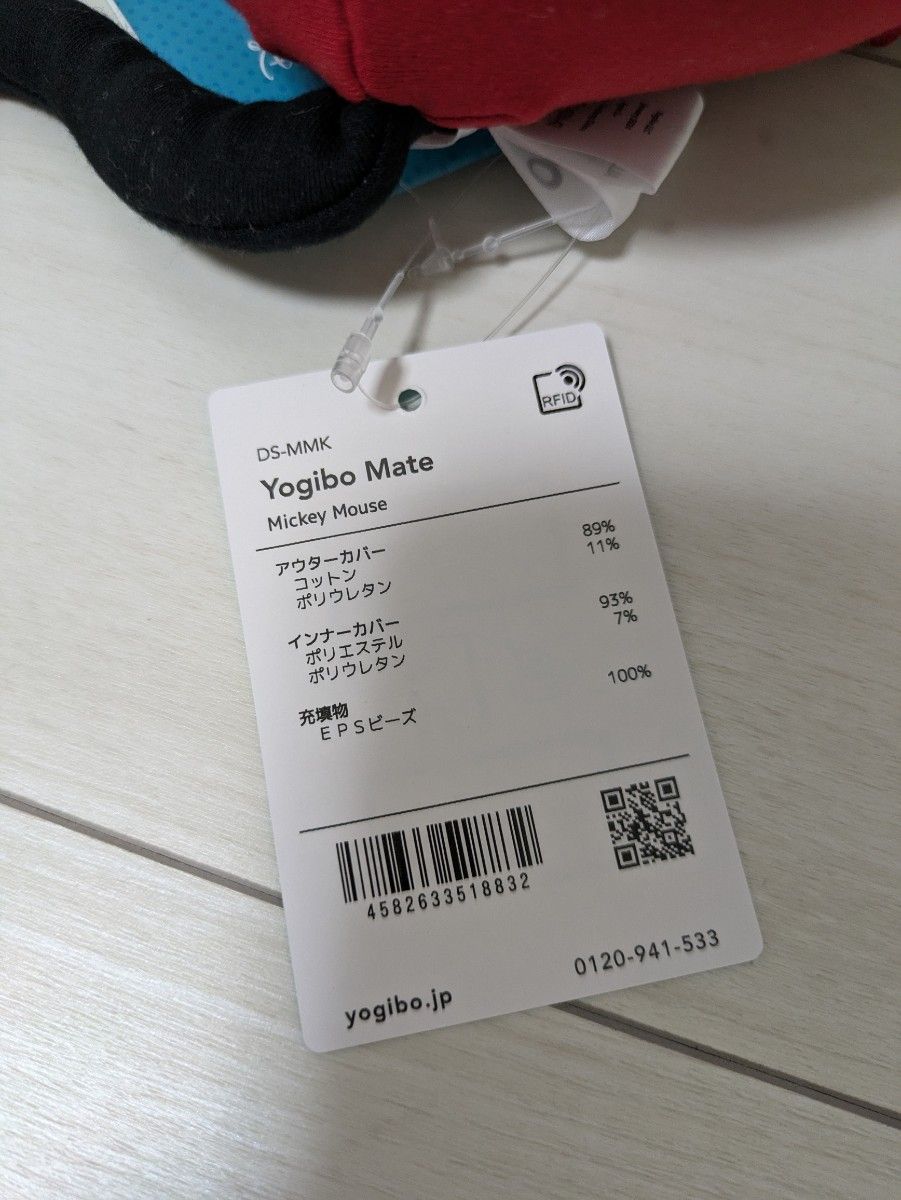 RFID
DS-MMK
Yogibo Mate
Mickey Mouse
アウターカバー
コットン 89%
ポリウレタン 11%
インナーカバー
ポリエステル 93%
ポリウレタン 7%
充填物
EPSビーズ 100%
4582633518832
yogibo.jp 0120-941-533